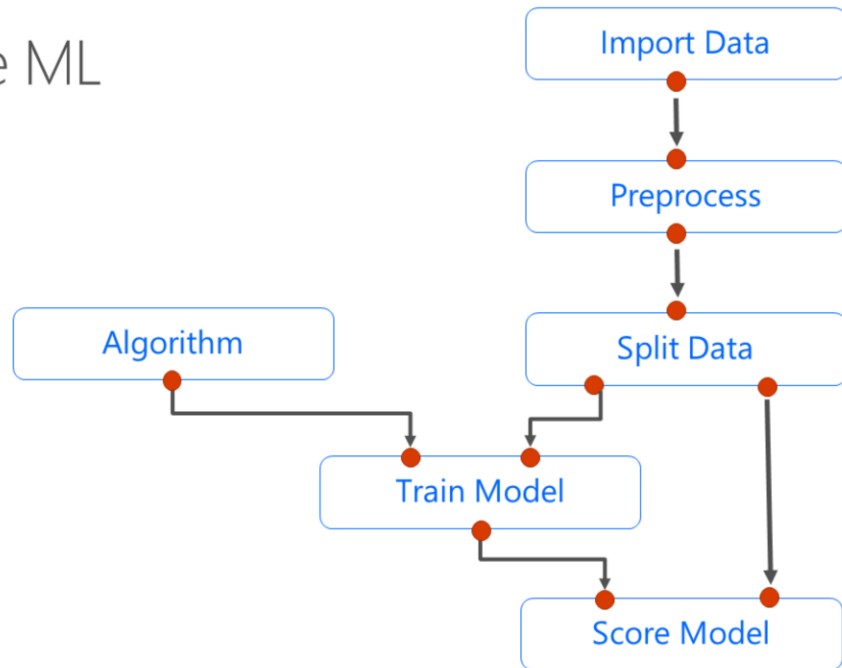 e ML
Import Data
Preprocess
Split Data
Algorithm
Train Model
Score Model